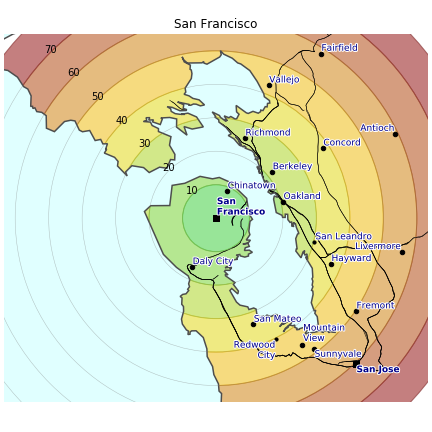 San Francisco
70
Fairfield
60
Vallejo
50
40
Antioch
Richmond
30
Concord
20
Berkeley
10
Chinatown
Oakland
San
Francisco
San Leandro
Livermore
Daly City
Hayward
Fremont
San Mateo
Mountain
View
Redwood
City
Sunnyvale
San Jose